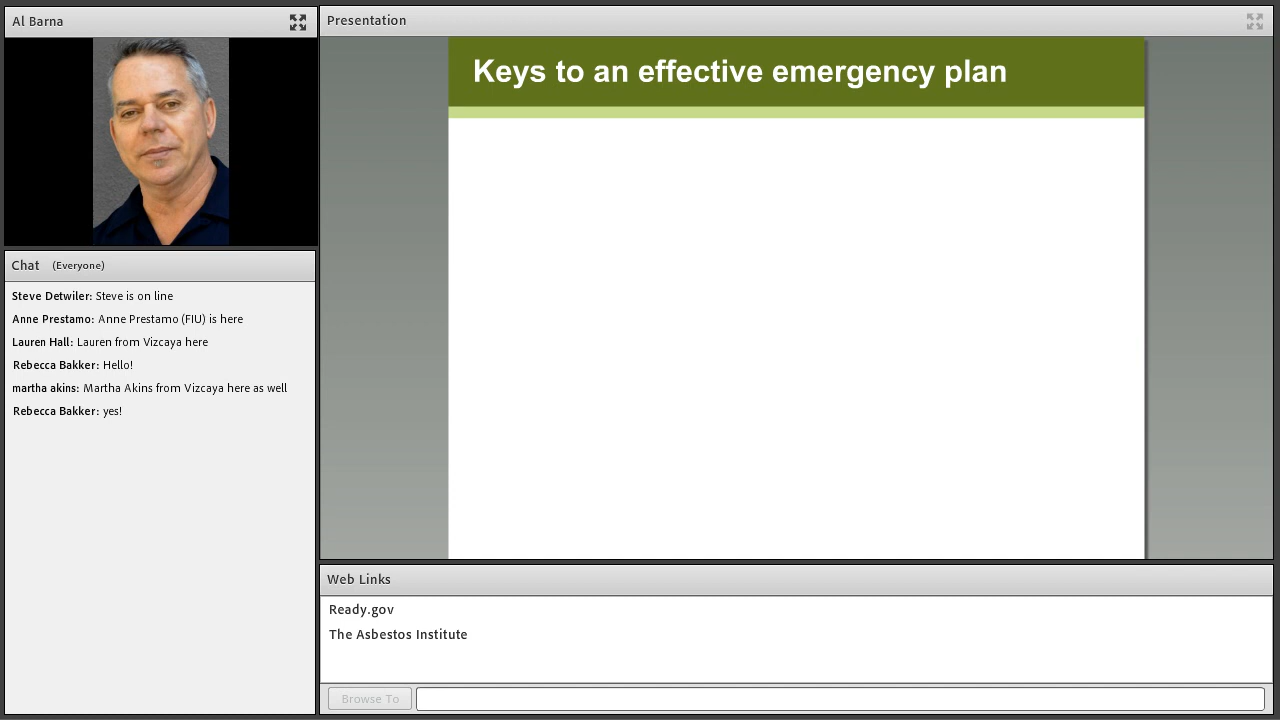 Al Barna
Presentation
Keys to an effective emergency plan
Chat (Everyone)
Steve Detwiler: Steve is on line
Anne Prestamo: Anne Prestamo (FIU) is here
Lauren Hall: Lauren from Vizcaya here
Rebecca Bakker: Hello!
martha akins: Martha Akins from Vizcaya here as well
Rebecca Bakker: yes!
Web Links
Ready.gov
The Asbestos Institute
Browse To